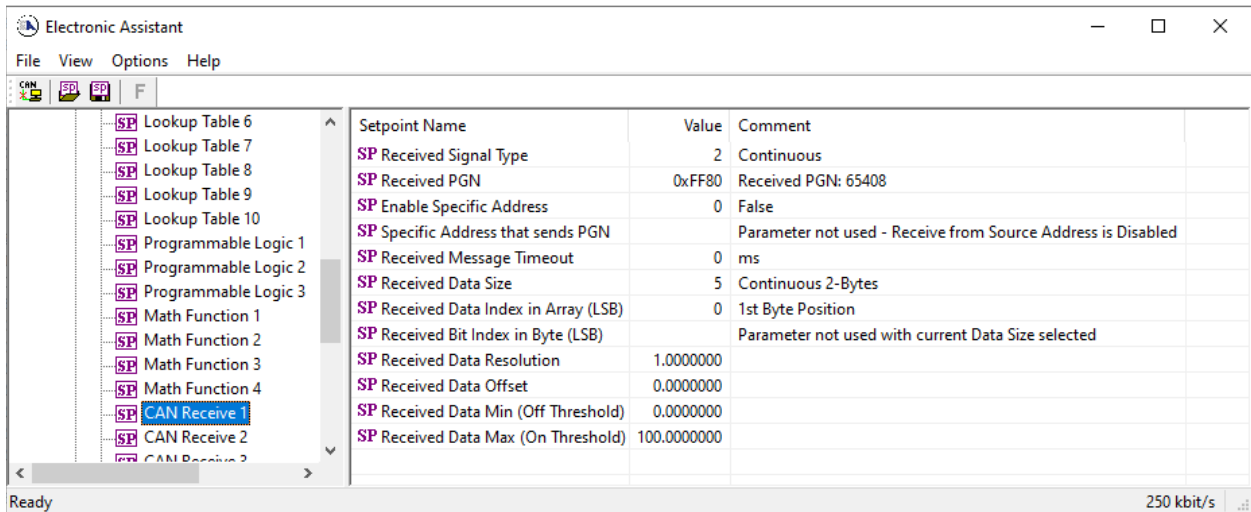 Electronic Assistant
File View Options Help
CAN SP SP F
SP Lookup Table 6
SP Lookup Table 7
SP Lookup Table 8
SP Lookup Table 9
SP Lookup Table 10
SP Programmable Logic 1
SP Programmable Logic 2
SP Programmable Logic 3
SP Math Function 1
SP Math Function 2
SP Math Function 3
SP Math Function 4
SP CAN Receive 1
SP CAN Receive 2
SP CAN Receive 3
Setpoint Name Value Comment
SP Received Signal Type 2 Continuous
SP Received PGN 0xFF80 Received PGN: 65408
SP Enable Specific Address 0 False
SP Specific Address that sends PGN Parameter not used - Receive from Source Address is Disabled
SP Received Message Timeout 0 ms
SP Received Data Size 5 Continuous 2-Bytes
SP Received Data Index in Array (LSB) 0 1st Byte Position
SP Received Bit Index in Byte (LSB) Parameter not used with current Data Size selected
SP Received Data Resolution 1.0000000
SP Received Data Offset 0.0000000
SP Received Data Min (Off Threshold) 0.0000000
SP Received Data Max (On Threshold) 100.0000000
Ready 250 kbit/s